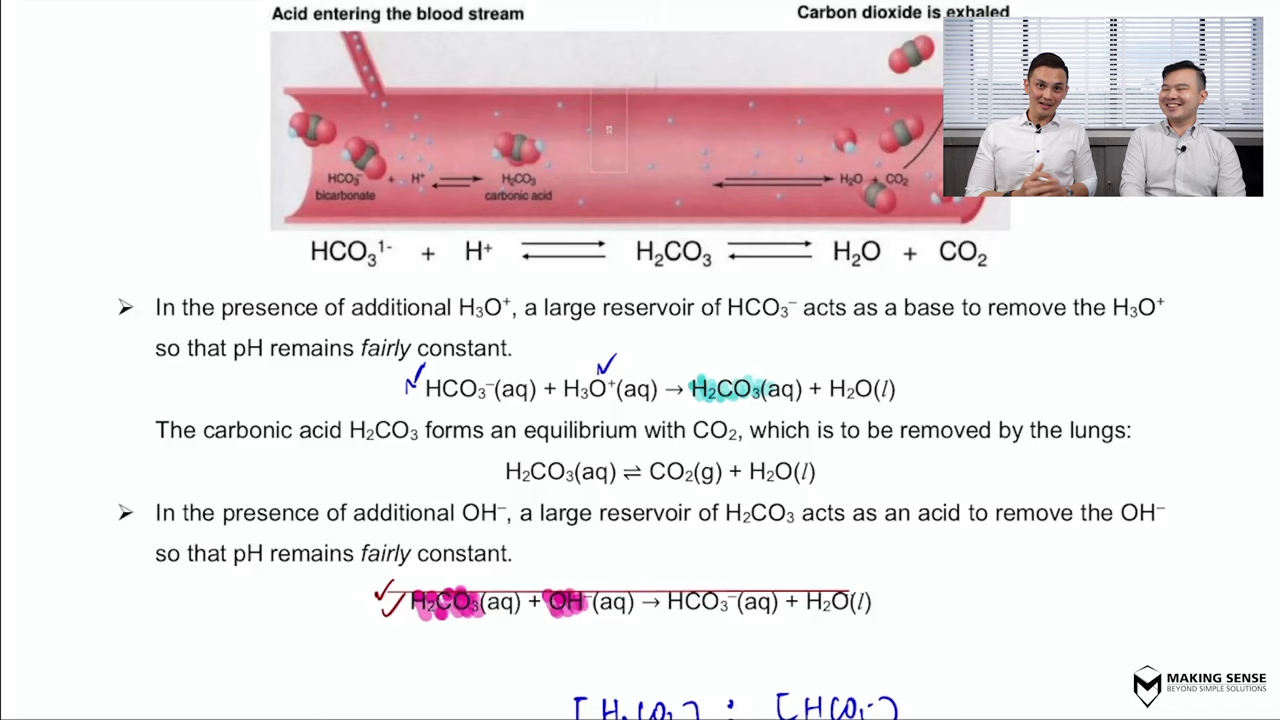 Acid entering the blood stream
Carbon dioxide is exhaled
HCO₃⁻ + H⁺ ⇌ H₂CO₃ ⇌ H₂O + CO₂
bicarbonate carbonic acid
HCO₃¹⁻ + H⁺ ⇌ H₂CO₃ ⇌ H₂O + CO₂
➢ In the presence of additional H₃O⁺, a large reservoir of HCO₃⁻ acts as a base to remove the H₃O⁺
so that pH remains fairly constant.
HCO₃⁻(aq) + H₃O⁺(aq) → H₂CO₃(aq) + H₂O(l)
The carbonic acid H₂CO₃ forms an equilibrium with CO₂, which is to be removed by the lungs:
H₂CO₃(aq) ⇌ CO₂(g) + H₂O(l)
➢ In the presence of additional OH⁻, a large reservoir of H₂CO₃ acts as an acid to remove the OH⁻
so that pH remains fairly constant.
H₂CO₃(aq) + OH⁻(aq) → HCO₃⁻(aq) + H₂O(l)
[H₂CO₃] : [HCO₃⁻]
MAKING SENSE
BEYOND SIMPLE SOLUTIONS